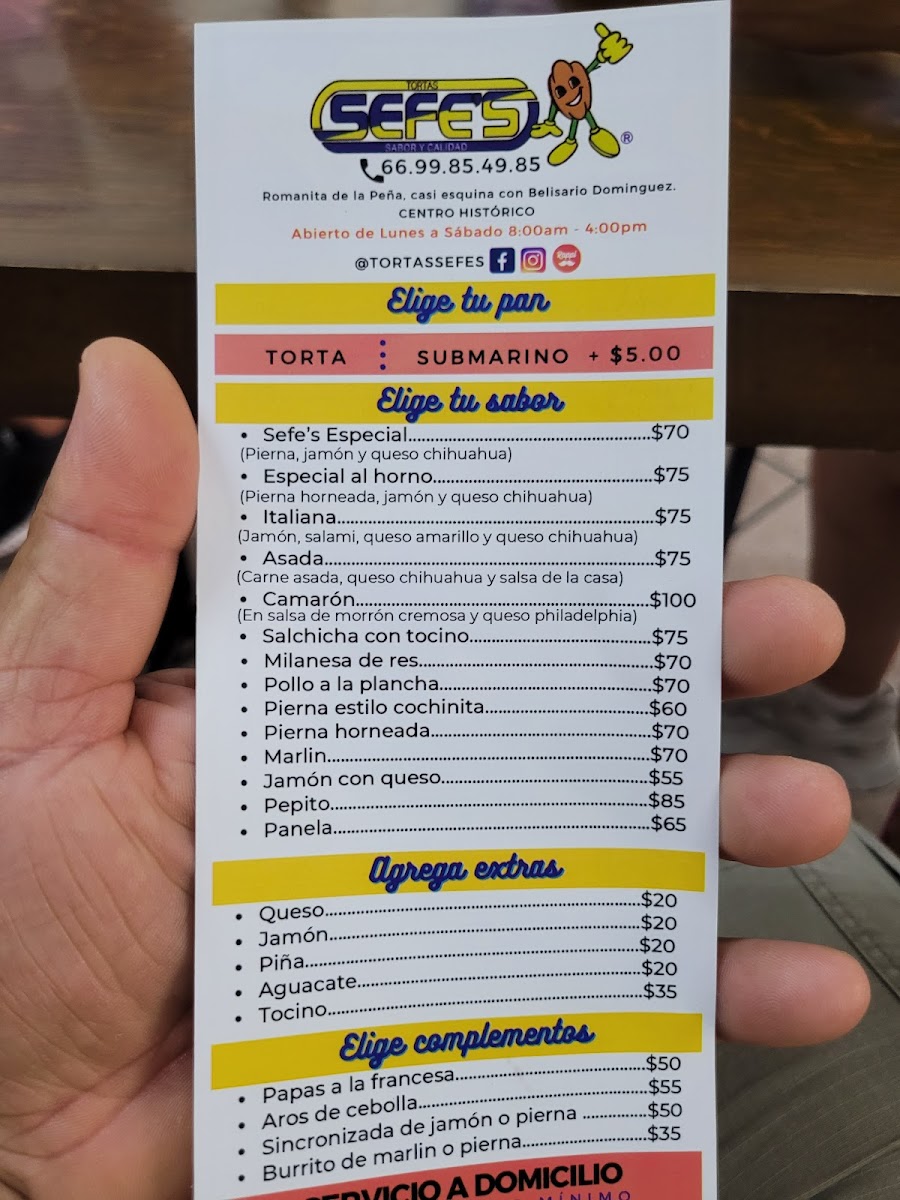 TORTAS
SEFE'S
SABOR Y CALIDAD
®
66.99.85.49.85
Romanita de la Peña, casi esquina con Belisario Dominguez.
CENTRO HISTÓRICO
Abierto de Lunes a Sábado 8:00am - 4:00pm
@TORTASSEFES
Elige tu pan
TORTA SUBMARINO + $5.00
Elige tu sabor
• Sefe's Especial....$70
(Pierna, jamón y queso chihuahua)
• Especial al horno....$75
(Pierna horneada, jamón y queso chihuahua)
• Italiana....$75
(Jamón, salami, queso amarillo y queso chihuahua)
• Asada....$75
(Carne asada, queso chihuahua y salsa de la casa)
• Camarón....$100
(En salsa de morrón cremosa y queso philadelphia)
• Salchicha con tocino....$75
• Milanesa de res....$70
• Pollo a la plancha....$70
• Pierna estilo cochinita....$60
• Pierna horneada....$70
• Marlin....$70
• Jamón con queso....$55
• Pepito....$85
• Panela....$65
Agrega extras
• Queso....$20
• Jamón....$20
• Piña....$20
• Aguacate....$20
• Tocino....$35
Elige complementos
• Papas a la francesa....$50
• Aros de cebolla....$55
• Sincronizada de jamón o pierna ....$50
• Burrito de marlin o pierna....$35
SERVICIO A DOMICILIO
MÍNIMO